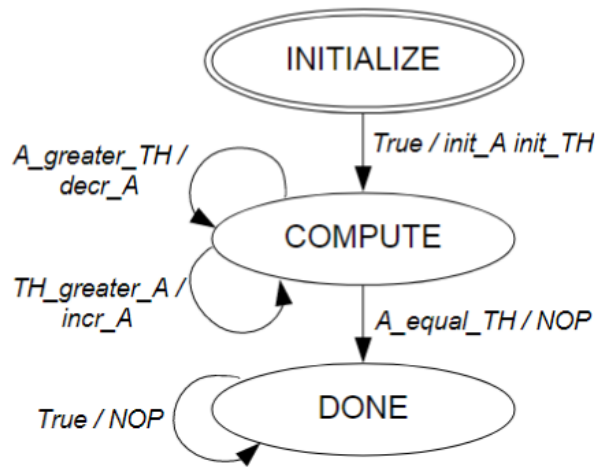 INITIALIZE
True / init_A init_TH
A_greater_TH /
decr_A
COMPUTE
TH_greater_A /
incr_A
A_equal_TH / NOP
DONE
True / NOP